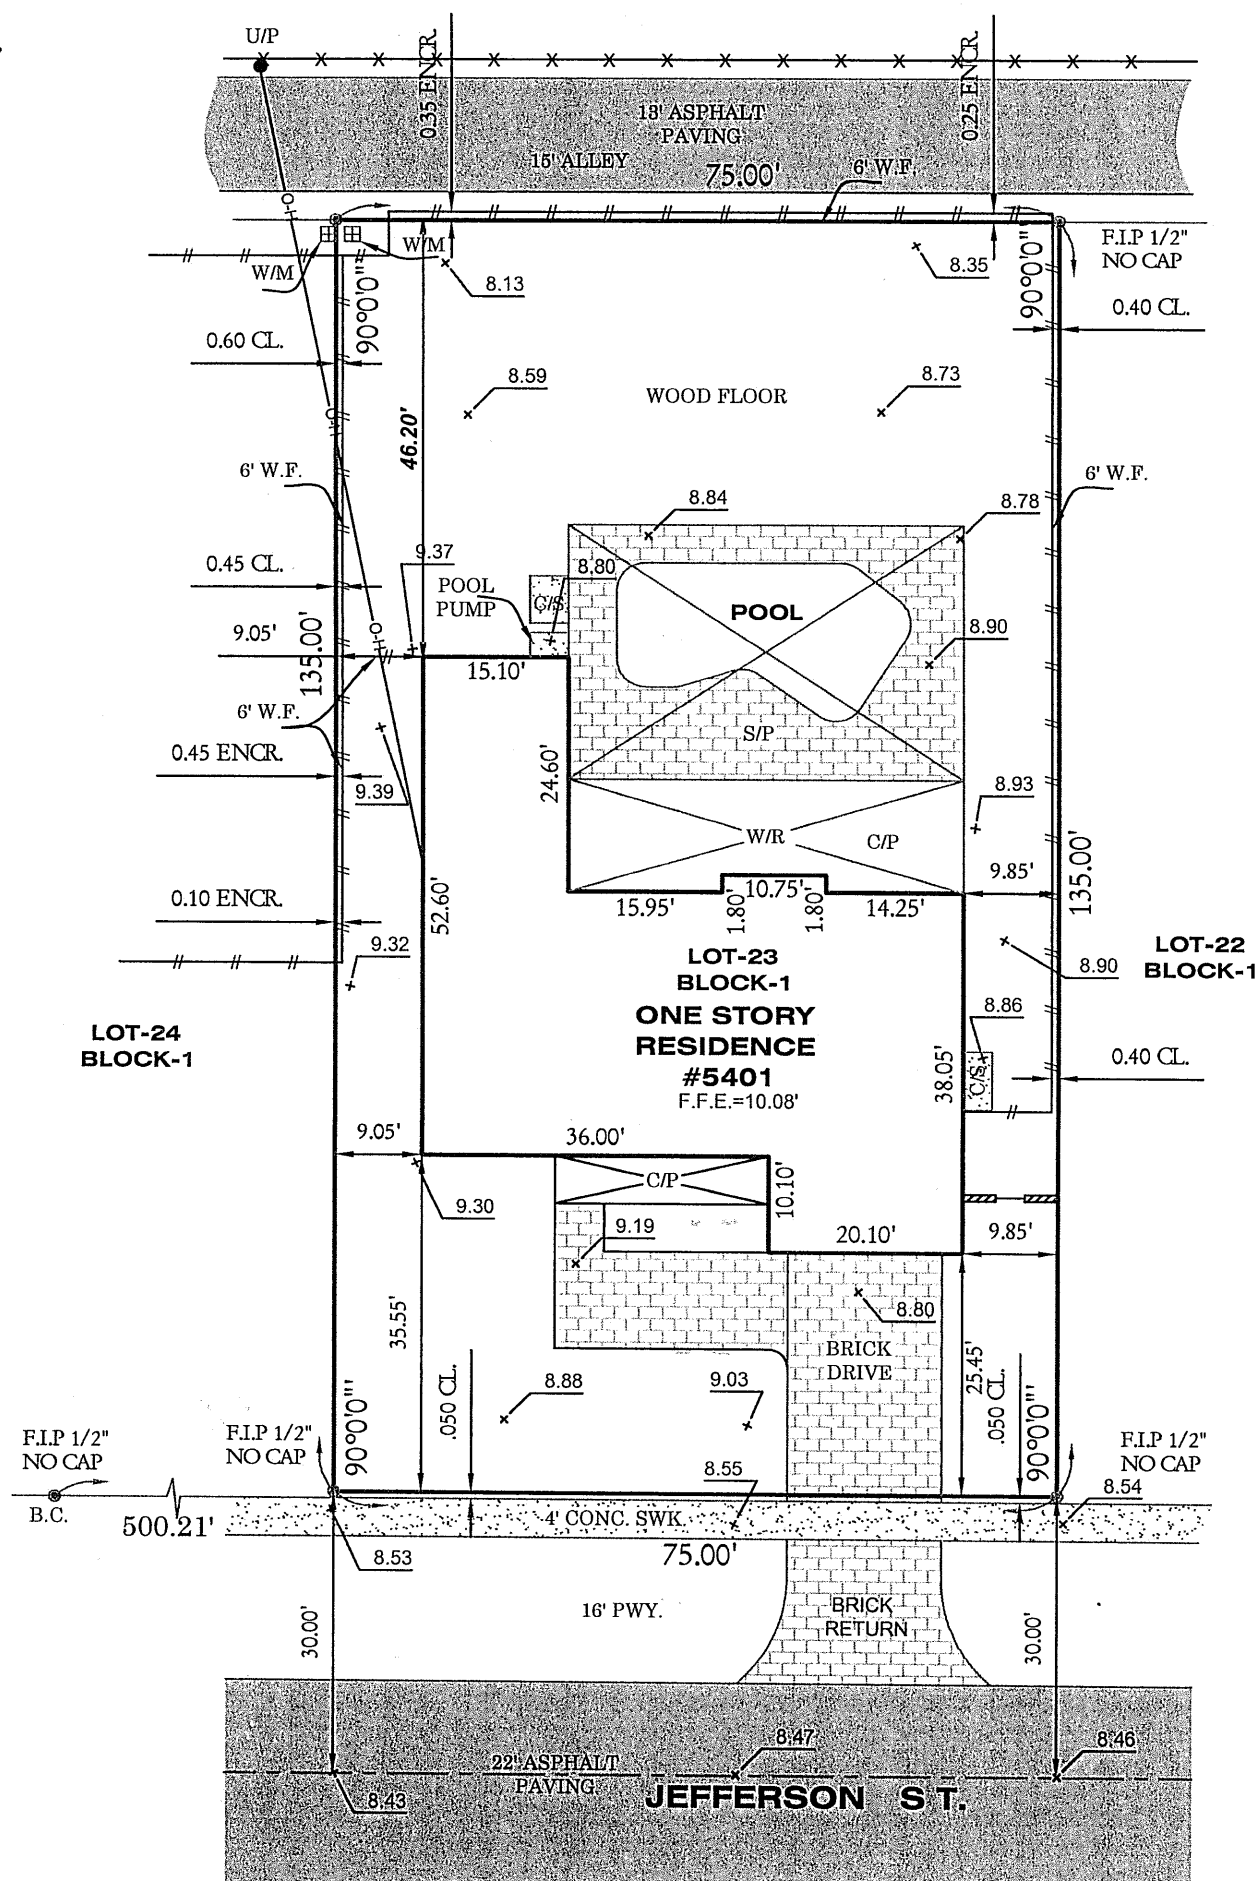 U/P
0.35 ENCR.
0.25 ENCR.
13' ASPHALT
PAVING
15' ALLEY
75.00'
6' W.F.
W/M
W/M
90°0'0"
8.13
8.35
90°0'0"
F.I.P 1/2"
NO CAP
0.60 CL.
0.40 CL.
8.59
WOOD FLOOR
8.73
46.20'
6' W.F.
8.84
8.78
6' W.F.
0.45 CL.
9.37
POOL
PUMP
C/S
8.80
POOL
8.90
9.05'
135.00'
15.10'
6' W.F.
0.45 ENCR.
S/P
24.60'
9.39
8.93
W/R
C/P
9.85'
135.00'
0.10 ENCR.
52.60'
15.95'
1.80'
10.75'
1.80'
14.25'
9.32
8.90
LOT-22
BLOCK-1
LOT-23
BLOCK-1
ONE STORY
RESIDENCE
#5401
F.F.E.=10.08'
LOT-24
BLOCK-1
8.86
C/S
38.05'
0.40 CL.
9.05'
36.00'
C/P
10.10'
9.30
9.19
20.10'
9.85'
8.80
35.55'
BRICK
DRIVE
25.45'
.050 CL.
.050 CL.
8.88
9.03
90°0'0"'
90°0'0"'
F.I.P 1/2"
NO CAP
F.I.P 1/2"
NO CAP
F.I.P 1/2"
NO CAP
8.55
8.54
B.C.
500.21'
4' CONC. SWK.
75.00'
8.53
30.00'
16' PWY.
BRICK
RETURN
30.00'
8.47
8.46
22' ASPHALT
PAVING
8.43
JEFFERSON ST.